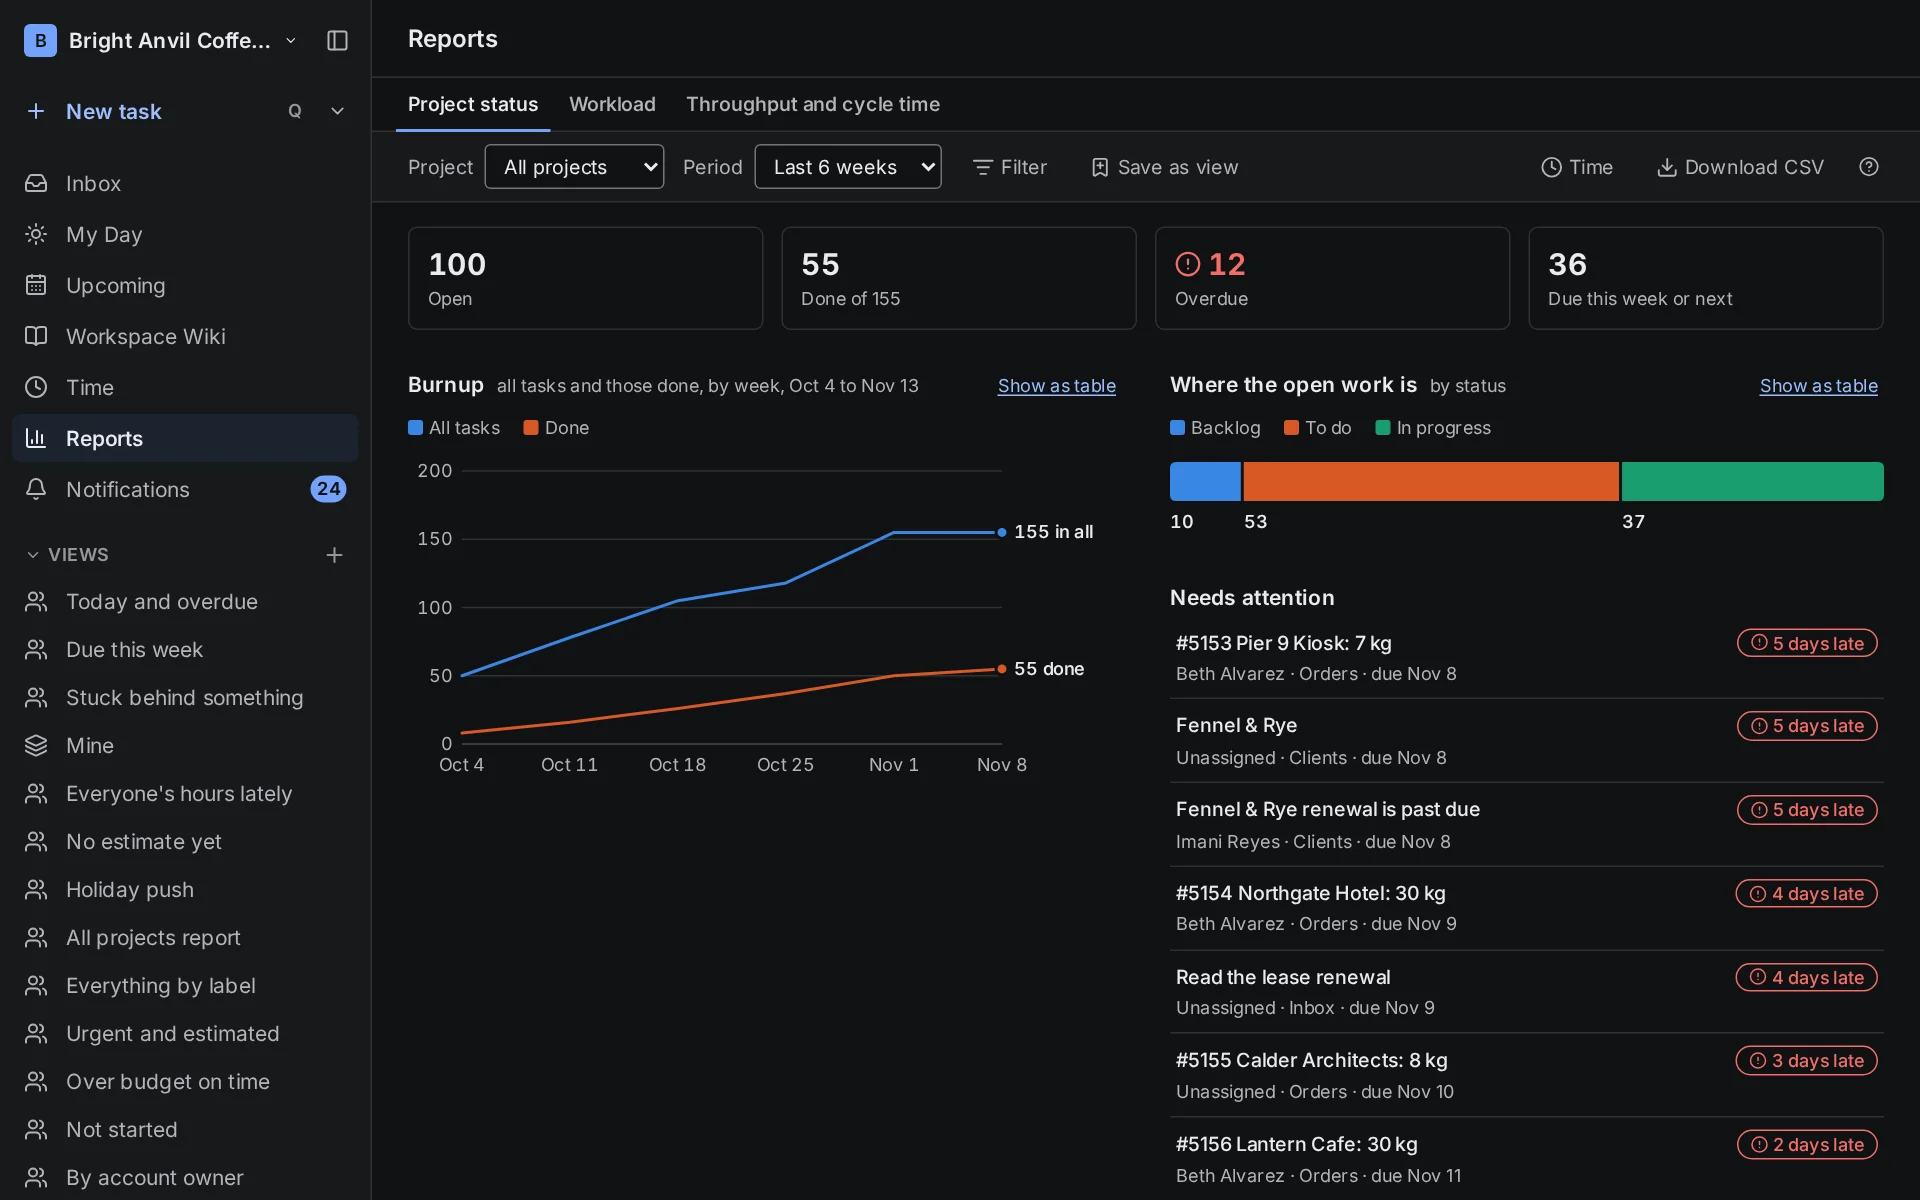 B Bright Anvil Coffe...
New task Q
Inbox
My Day
Upcoming
Workspace Wiki
Time
Reports
Notifications 24
VIEWS
Today and overdue
Due this week
Stuck behind something
Mine
Everyone's hours lately
No estimate yet
Holiday push
All projects report
Everything by label
Urgent and estimated
Over budget on time
Not started
By account owner
Reports
Project status Workload Throughput and cycle time
Project All projects Period Last 6 weeks Filter Save as view Time Download CSV
100
Open
55
Done of 155
12
Overdue
36
Due this week or next
Burnup all tasks and those done, by week, Oct 4 to Nov 13 Show as table
All tasks Done
200
150
100
50
0
155 in all
55 done
Oct 4 Oct 11 Oct 18 Oct 25 Nov 1 Nov 8
Where the open work is by status Show as table
Backlog To do In progress
10 53 37
Needs attention
#5153 Pier 9 Kiosk: 7 kg 5 days late
Beth Alvarez · Orders · due Nov 8
Fennel & Rye 5 days late
Unassigned · Clients · due Nov 8
Fennel & Rye renewal is past due 5 days late
Imani Reyes · Clients · due Nov 8
#5154 Northgate Hotel: 30 kg 4 days late
Beth Alvarez · Orders · due Nov 9
Read the lease renewal 4 days late
Unassigned · Inbox · due Nov 9
#5155 Calder Architects: 8 kg 3 days late
Unassigned · Orders · due Nov 10
#5156 Lantern Cafe: 30 kg 2 days late
Beth Alvarez · Orders · due Nov 11